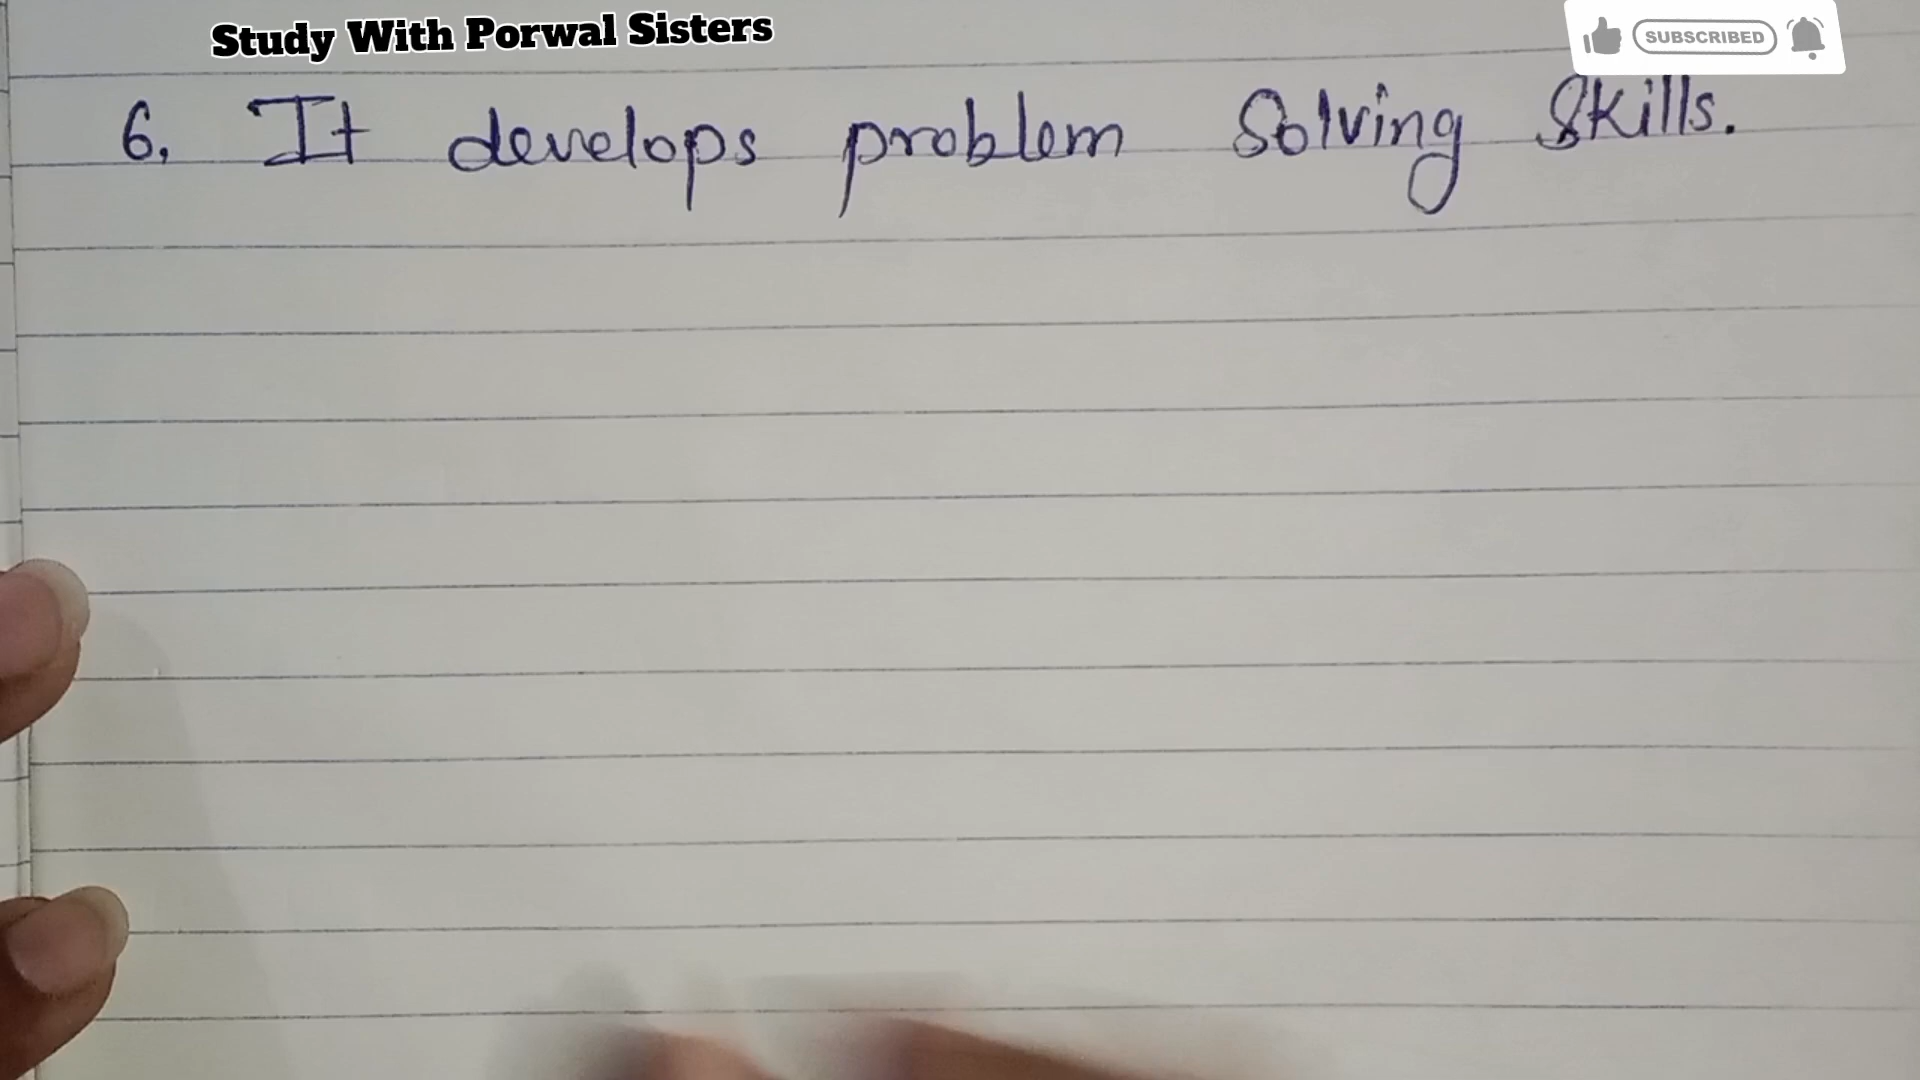 Study With Porwal Sisters
SUBSCRIBED
6. It develops problem Solving Skills.